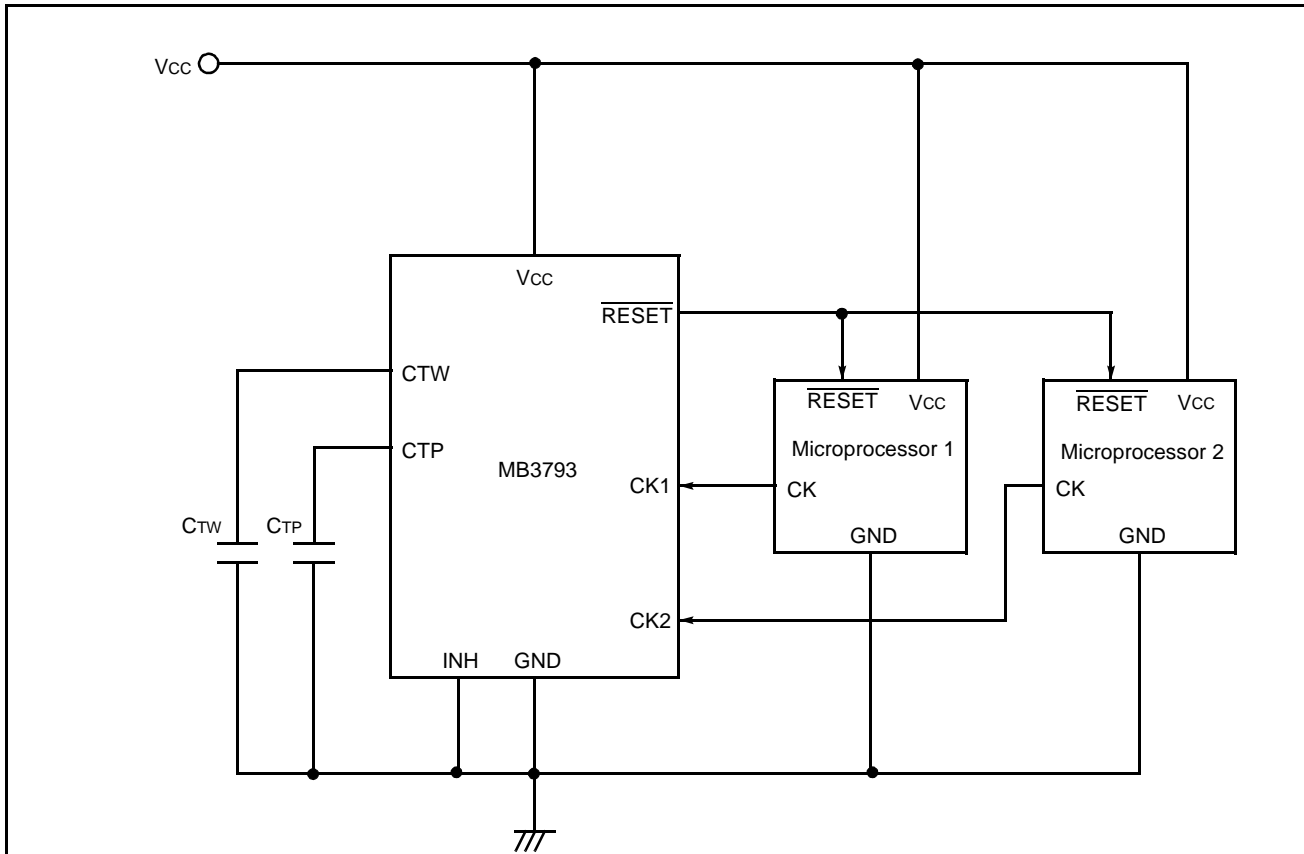 VCC
VCC
RESET
CTW
RESET
VCC
RESET
VCC
CTP
Microprocessor 1
Microprocessor 2
MB3793
CK1
CK
CK
CTW
CTP
GND
GND
CK2
INH
GND